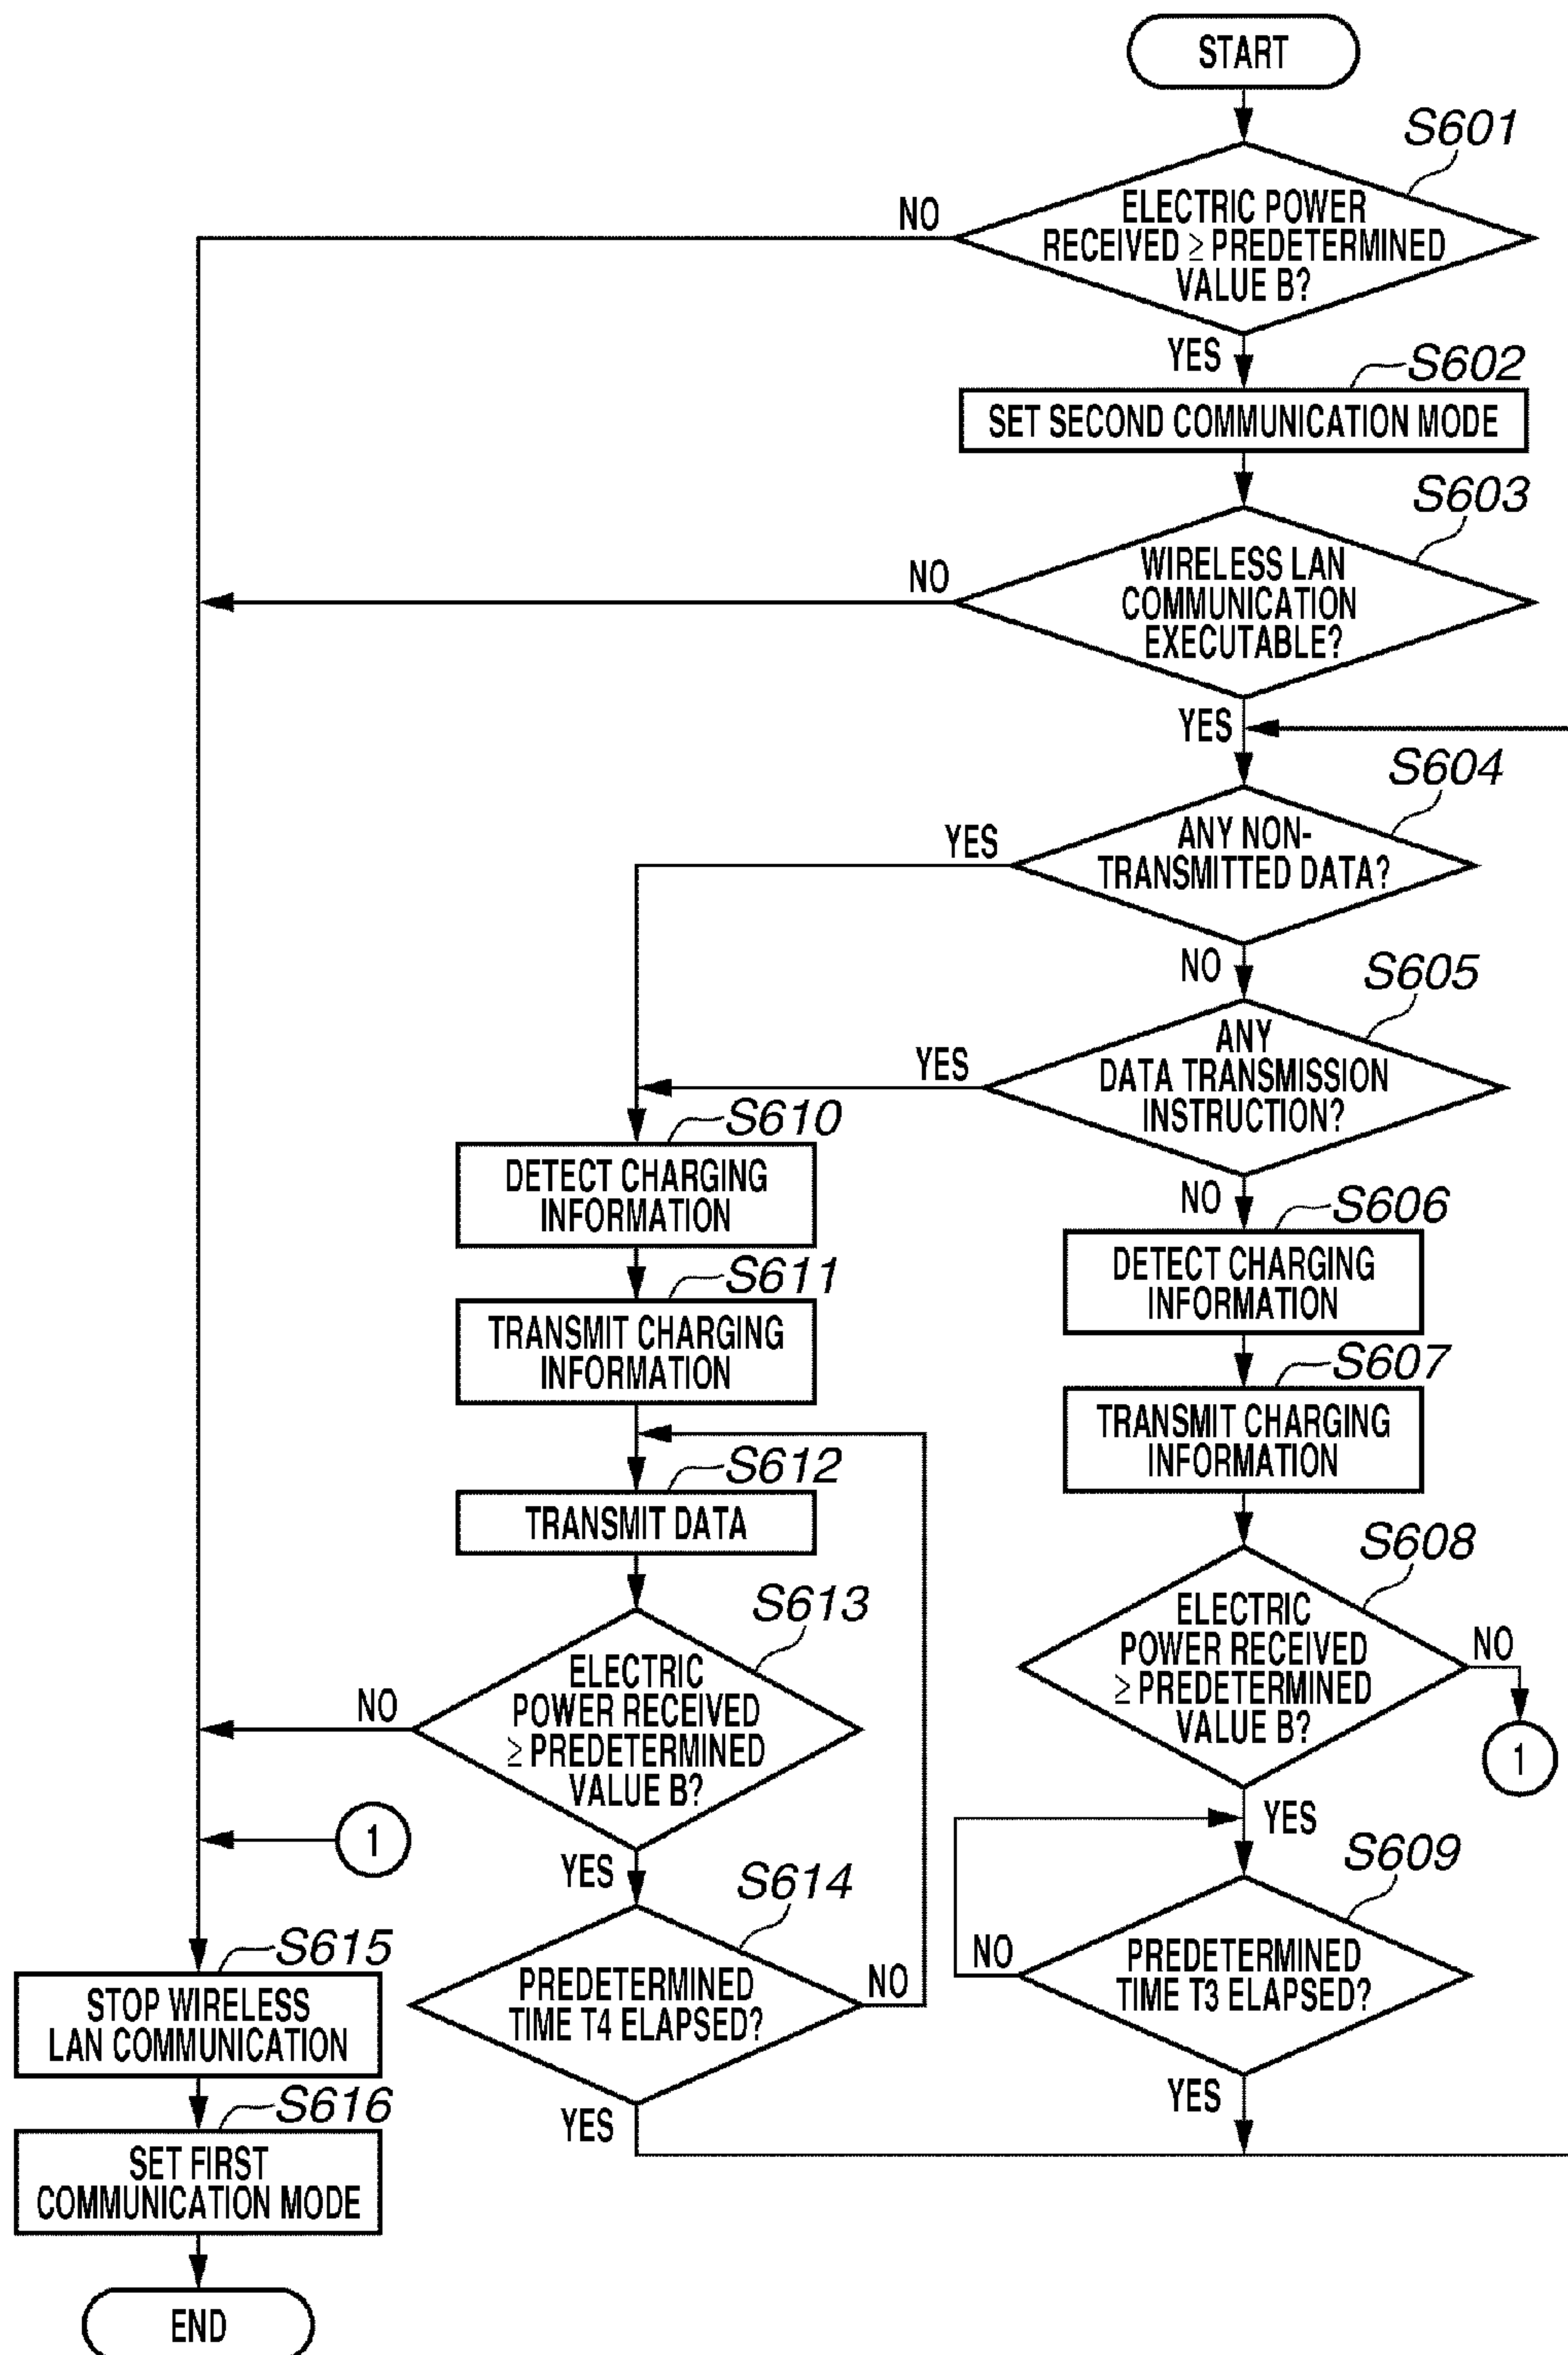 START
S601
ELECTRIC POWER
RECEIVED ≥ PREDETERMINED
VALUE B?
NO
YES
S602
SET SECOND COMMUNICATION MODE
S603
WIRELESS LAN
COMMUNICATION
EXECUTABLE?
NO
YES
S604
ANY NON-
TRANSMITTED DATA?
YES
NO
S605
ANY
DATA TRANSMISSION
INSTRUCTION?
YES
NO
S606
DETECT CHARGING
INFORMATION
S607
TRANSMIT CHARGING
INFORMATION
S608
ELECTRIC
POWER RECEIVED
≥ PREDETERMINED
VALUE B?
NO
1
YES
S609
PREDETERMINED
TIME T3 ELAPSED?
NO
YES
S610
DETECT CHARGING
INFORMATION
S611
TRANSMIT CHARGING
INFORMATION
S612
TRANSMIT DATA
S613
ELECTRIC
POWER RECEIVED
≥ PREDETERMINED
VALUE B?
NO
YES
S614
PREDETERMINED
TIME T4 ELAPSED?
NO
YES
1
S615
STOP WIRELESS
LAN COMMUNICATION
S616
SET FIRST
COMMUNICATION MODE
END